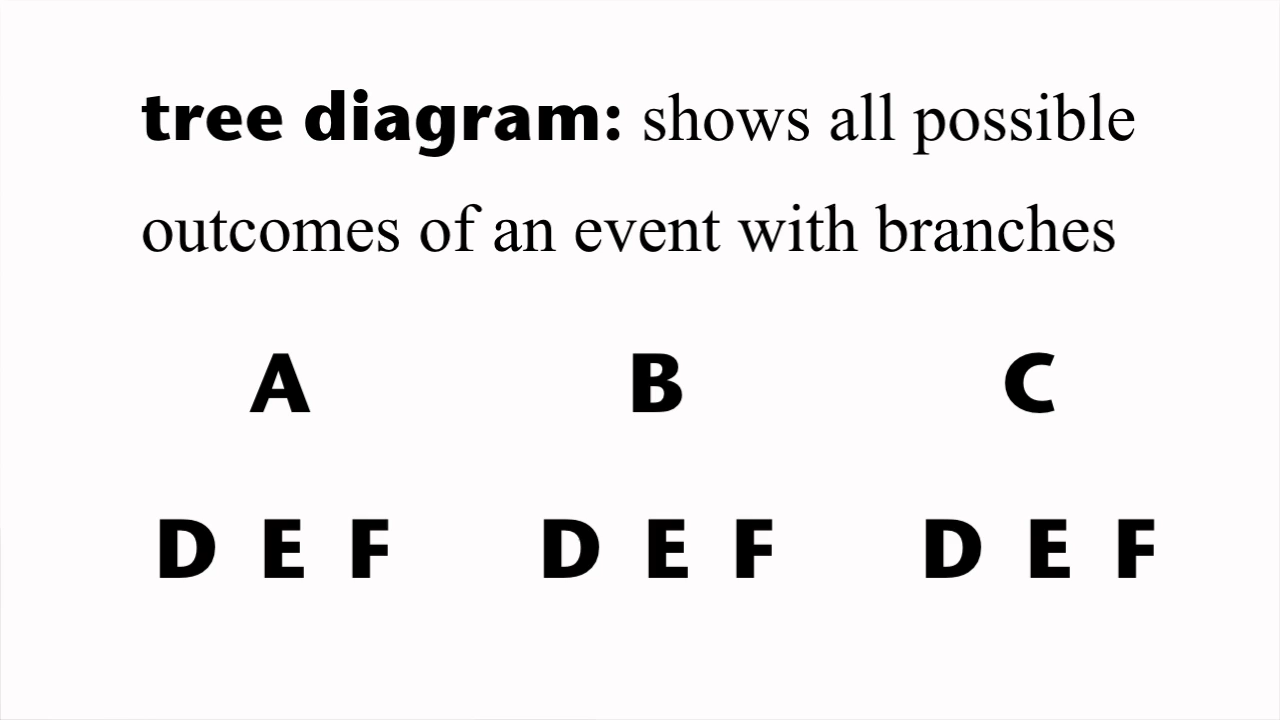 tree diagram: shows all possible
outcomes of an event with branches
A B C
D E F D E F D E F